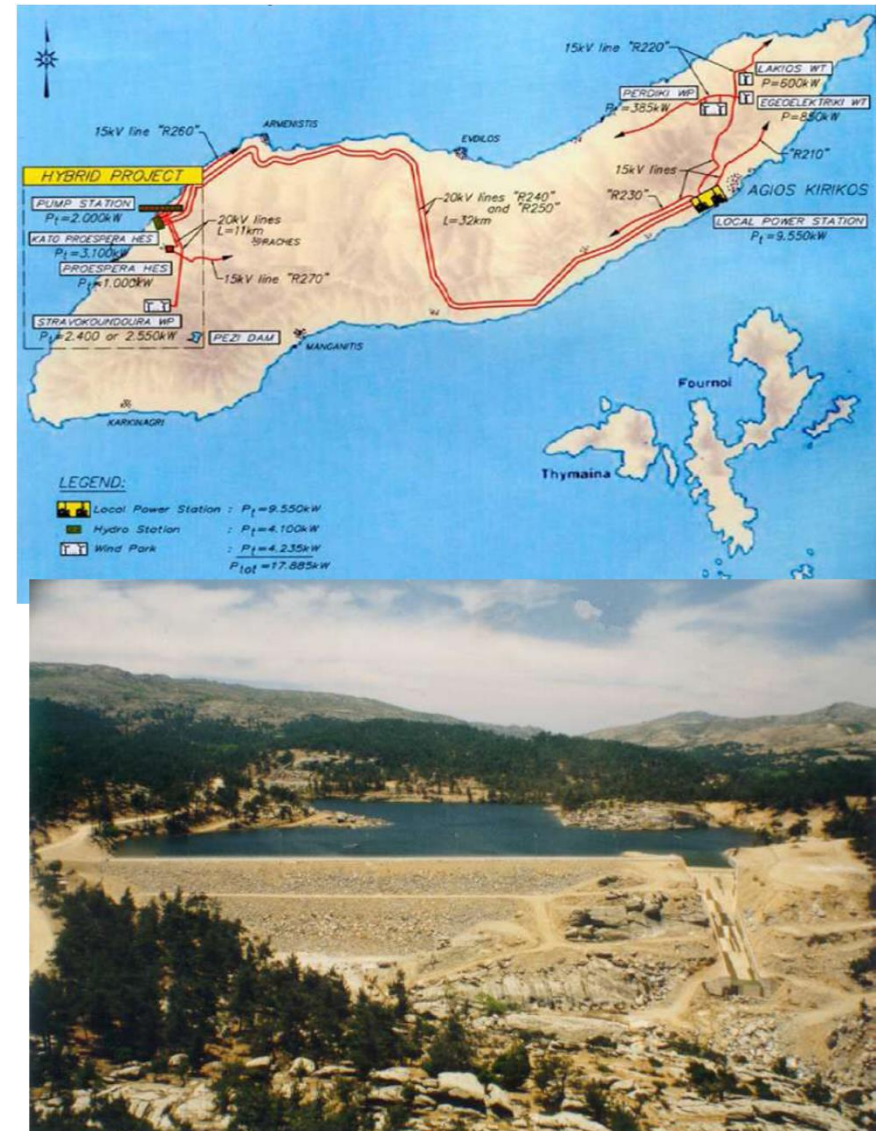 15kV line "R220"
LAKIOS WT
P=600kW
PERDIKI WP
P=385kW
EGEOELEKTRIKI WT
P=850kW
ARMENISTIS
15kV line "R260"
EVDILOS
"R210"
15kV lines
HYBRID PROJECT
"R230"
AGIOS KIRIKOS
PUMP STATION
Pt=2.000kW
20kV lines "R240"
and "R250"
L=32km
LOCAL POWER STATION
Pt=9.550kW
20kV lines
L=11km
KATO PROESPERA HES
Pt=3.100kW
RACHES
PROESPERA HES
Pt=1.000kW
15kV line "R270"
STRAVOKOUNDOURA WP
Pt=2.400 or 2.550kW
PEZI DAM
MANGANITIS
KARKINAGRI
Fournoi
Thymaina
LEGEND:
Local Power Station : Pt=9.550kW
Hydro Station : Pt=4.100kW
Wind Park : Pt=4.235kW
Ptot=17.885kW